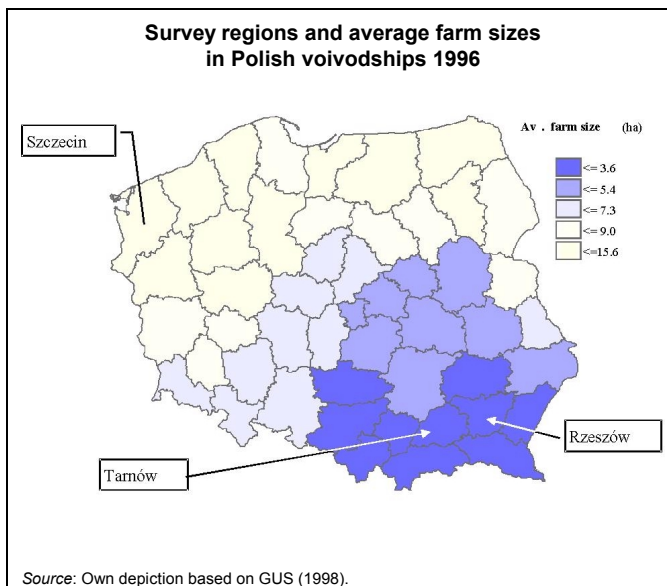 Survey regions and average farm sizes
in Polish voivodships 1996
Szczecin
Av . farm size (ha)
<= 3.6
<= 5.4
<= 7.3
<= 9.0
<=15.6
Rzeszów
Tarnów
Source: Own depiction based on GUS (1998).